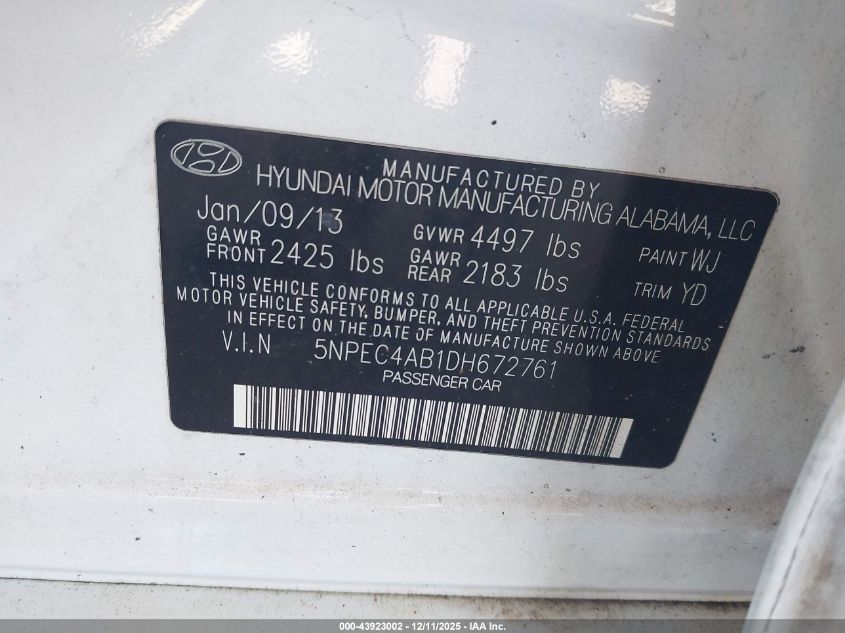 MANUFACTURED BY
HYUNDAI MOTOR MANUFACTURING ALABAMA, LLC
Jan/09/13 GVWR 4497 lbs PAINT WJ
GAWR FRONT 2425 lbs GAWR REAR 2183 lbs TRIM YD
THIS VEHICLE CONFORMS TO ALL APPLICABLE U.S.A. FEDERAL
MOTOR VEHICLE SAFETY, BUMPER, AND THEFT PREVENTION STANDARDS
IN EFFECT ON THE DATE OF MANUFACTURE SHOWN ABOVE.
V.I.N 5NPEC4AB1DH672761
PASSENGER CAR
000-43923002 - 12/11/2025 - IAA Inc.